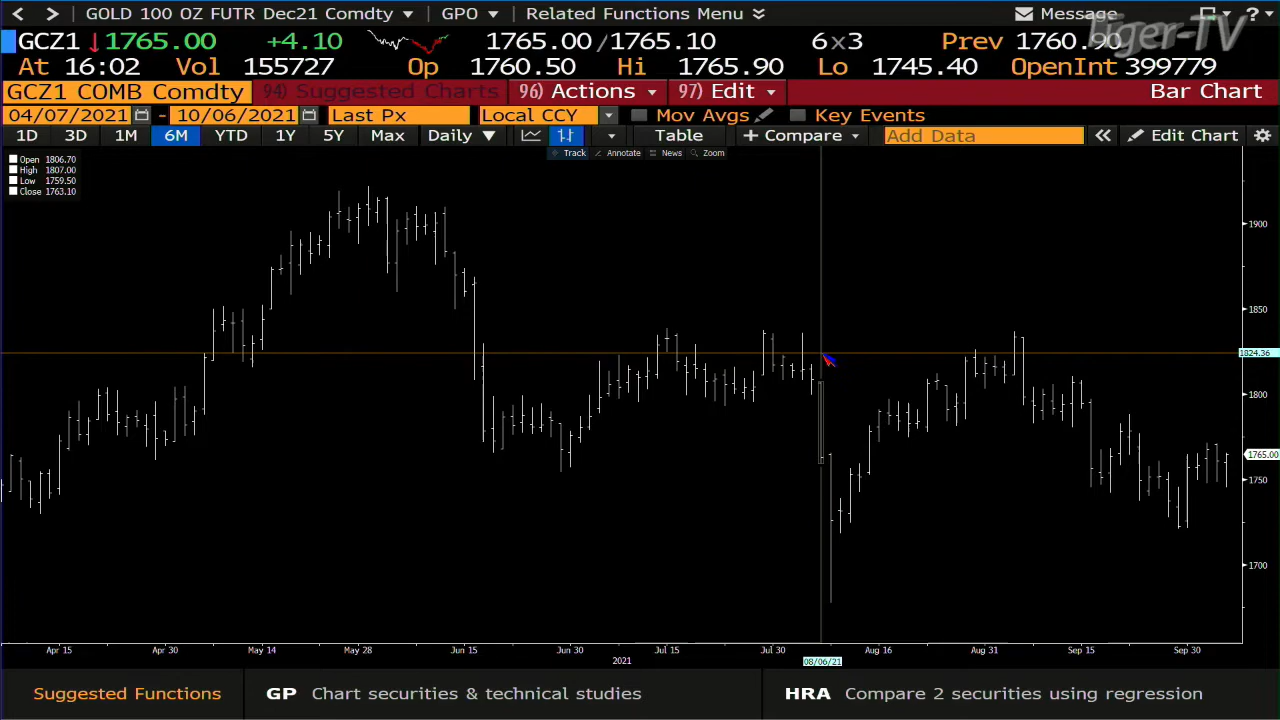 GOLD 100 OZ FUTR Dec21 Comdty GPO Related Functions Menu Message ?
Tiger-TV
GCZ1 1765.00 +4.10 1765.00/1765.10 6x3 Prev 1760.90
At 16:02 Vol 155727 Op 1760.50 Hi 1765.90 Lo 1745.40 OpenInt 399779
GCZ1 COMB Comdty 94) Suggested Charts 96) Actions 97) Edit Bar Chart
04/07/2021 - 10/06/2021 Last Px Local CCY Mov Avgs Key Events
1D 3D 1M 6M YTD 1Y 5Y Max Daily Table + Compare Add Data Edit Chart
Track Annotate News Zoom
Open 1806.70
High 1807.00
Low 1759.50
Close 1763.10
1900
1850
1824.36
1800
1765.00
1750
1700
Apr 15 Apr 30 May 14 May 28 Jun 15 Jun 30 Jul 15 Jul 30 Aug 16 Aug 31 Sep 15 Sep 30
2021 08/06/21
Suggested Functions GP Chart securities & technical studies HRA Compare 2 securities using regression